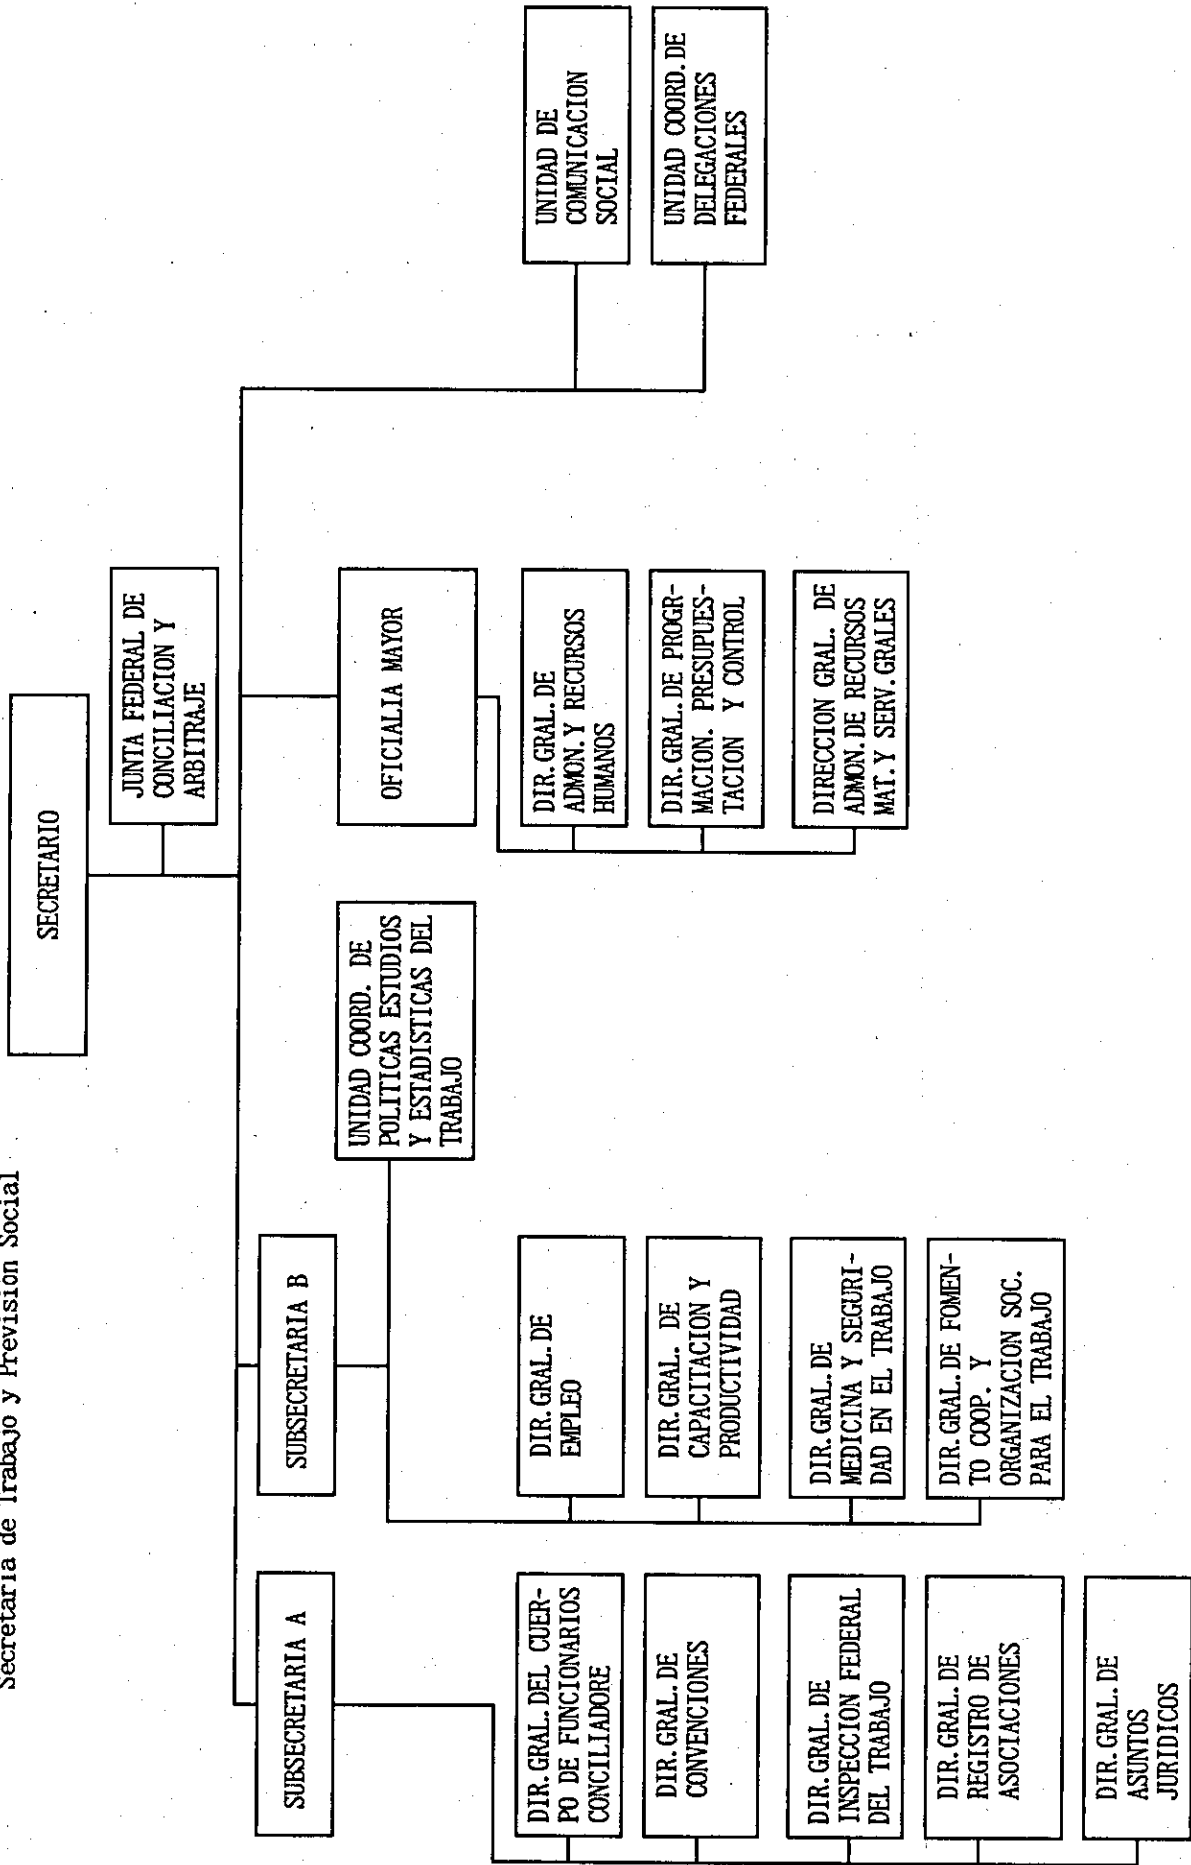 Secretaria de Trabajo y Prevision Social
SECRETARIO
JUNTA FEDERAL DE
CONCILIACION Y
ARBITRAJE
SUBSECRETARIA A
SUBSECRETARIA B
UNIDAD COORD. DE
POLITICAS ESTUDIOS
Y ESTADISTICAS DEL
TRABAJO
OFICIALIA MAYOR
DIR.GRAL.DEL CUER-
PO DE FUNCIONARIOS
CONCILIADORE
DIR.GRAL.DE
CONVENCIONES
DIR.GRAL.DE
INSPECCION FEDERAL
DEL TRABAJO
DIR.GRAL.DE
REGISTRO DE
ASOCIACIONES
DIR.GRAL.DE
ASUNTOS
JURIDICOS
DIR.GRAL.DE
EMPLEO
DIR.GRAL. DE
CAPACITACION Y
PRODUCTIVIDAD
DIR.GRAL.DE
MEDICINA Y SEGURI-
DAD EN EL TRABAJO
DIR.GRAL.DE FOMEN-
TO COOP. Y
ORGANIZACION SOC.
PARA EL TRABAJO
DIR.GRAL.DE
ADMON.Y RECURSOS
HUMANOS
DIR.GRAL.DE PROGR-
MACION. PRESUPUES-
TACION Y CONTROL
DIRECCION GRAL. DE
ADMON.DE RECURSOS
MAT.Y SERV.GRALES
UNIDAD DE
COMUNICACION
SOCIAL
UNIDAD COORD.DE
DELEGACIONES
FEDERALES